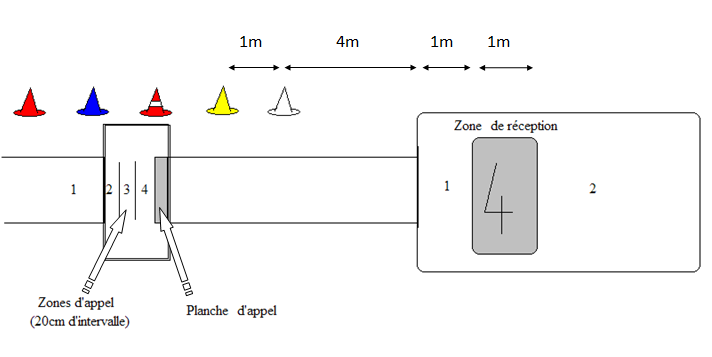 1m 4m 1m 1m
Zone de réception
1 2 3 4 1 4 2
Zones d'appel
(20cm d'intervalle)
Planche d'appel